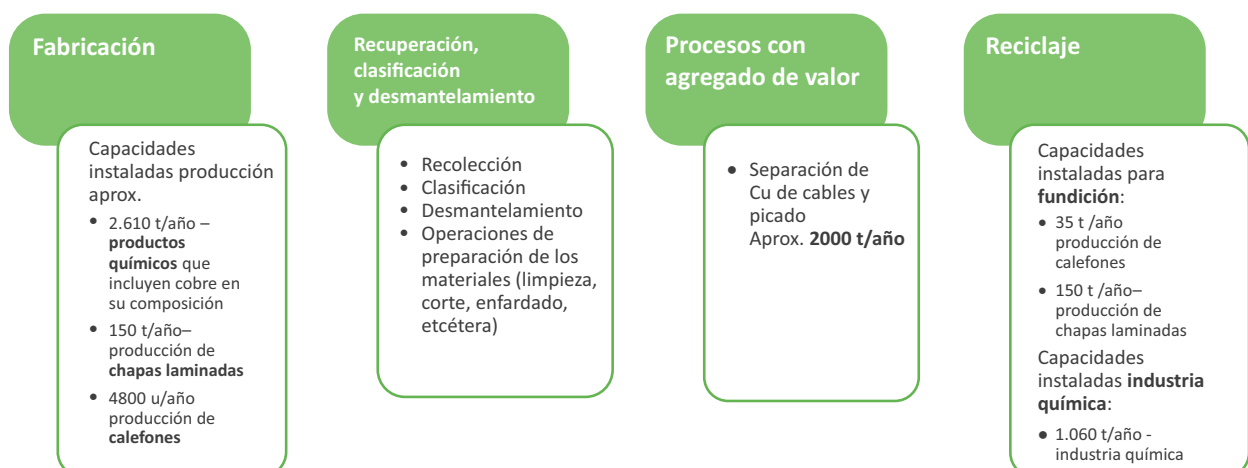 Fabricación
Capacidades
instaladas producción
aprox.
• 2.610 t/año –
productos
químicos que
incluyen cobre en
su composición
• 150 t/año–
producción de
chapas laminadas
• 4800 u/año
producción de
calefones
Recuperación,
clasificación
y desmantelamiento
• Recolección
• Clasificación
• Desmantelamiento
• Operaciones de
preparación de los
materiales (limpieza,
corte, enfardado,
etcétera)
Procesos con
agregado de valor
• Separación de
Cu de cables y
picado
Aprox. 2000 t/año
Reciclaje
Capacidades
instaladas para
fundición:
• 35 t /año
producción de
calefones
• 150 t /año–
producción de
chapas laminadas
Capacidades
instaladas industria
química:
• 1.060 t/año -
industria química